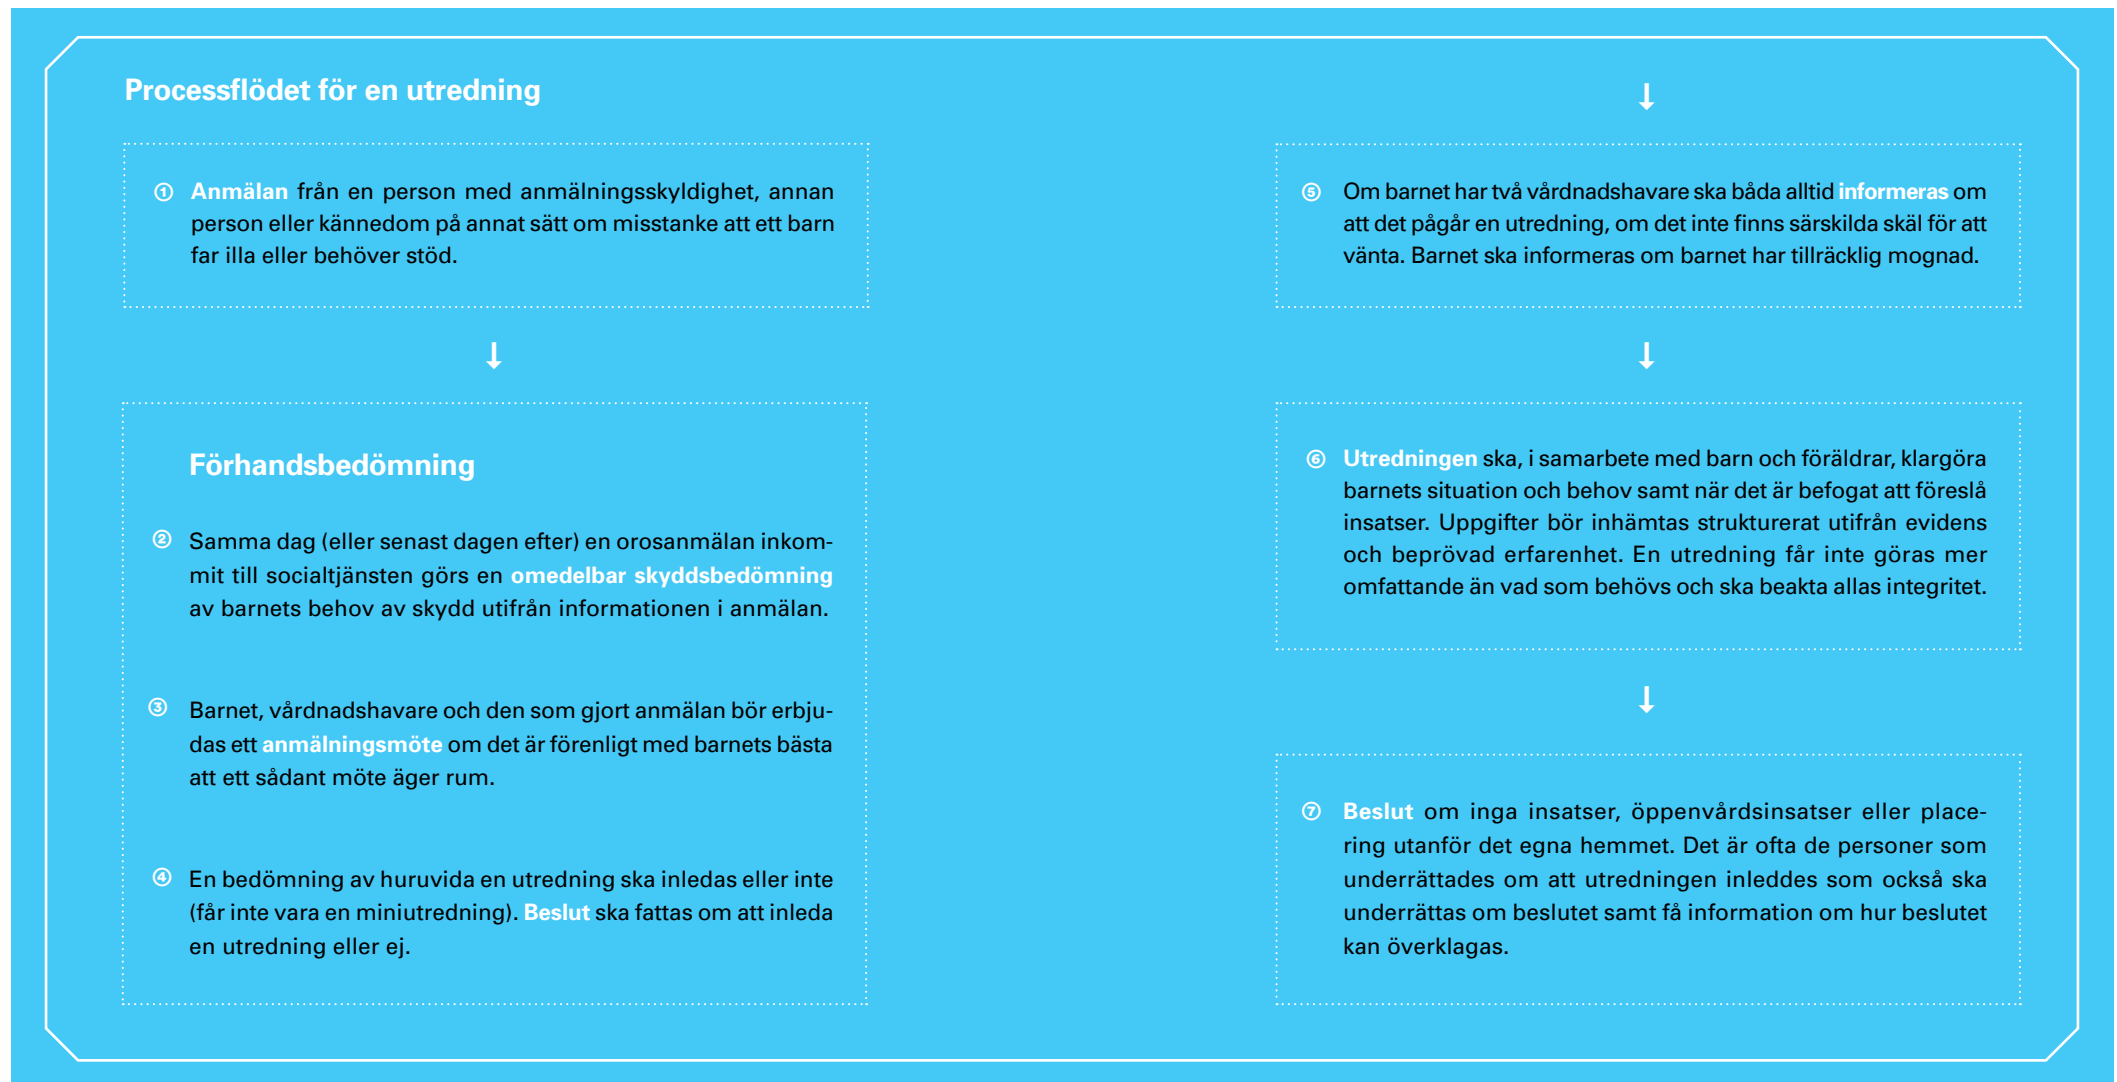 Processflödet för en utredning
① Anmälan från en person med anmälningsskyldighet, annan
person eller kännedom på annat sätt om misstanke att ett barn
far illa eller behöver stöd.
↓
Förhandsbedömning
② Samma dag (eller senast dagen efter) en orosanmälan inkom-
mit till socialtjänsten görs en omedelbar skyddsbedömning
av barnets behov av skydd utifrån informationen i anmälan.
③ Barnet, vårdnadshavare och den som gjort anmälan bör erbju-
das ett anmälningsmöte om det är förenligt med barnets bästa
att ett sådant möte äger rum.
④ En bedömning av huruvida en utredning ska inledas eller inte
(får inte vara en miniutredning). Beslut ska fattas om att inleda
en utredning eller ej.
↓
⑤ Om barnet har två vårdnadshavare ska båda alltid informeras om
att det pågår en utredning, om det inte finns särskilda skäl för att
vänta. Barnet ska informeras om barnet har tillräcklig mognad.
↓
⑥ Utredningen ska, i samarbete med barn och föräldrar, klargöra
barnets situation och behov samt när det är befogat att föreslå
insatser. Uppgifter bör inhämtas strukturerat utifrån evidens
och beprövad erfarenhet. En utredning får inte göras mer
omfattande än vad som behövs och ska beakta allas integritet.
↓
⑦ Beslut om inga insatser, öppenvårdsinsatser eller place-
ring utanför det egna hemmet. Det är ofta de personer som
underrättades om att utredningen inleddes som också ska
underrättas om beslutet samt få information om hur beslutet
kan överklagas.